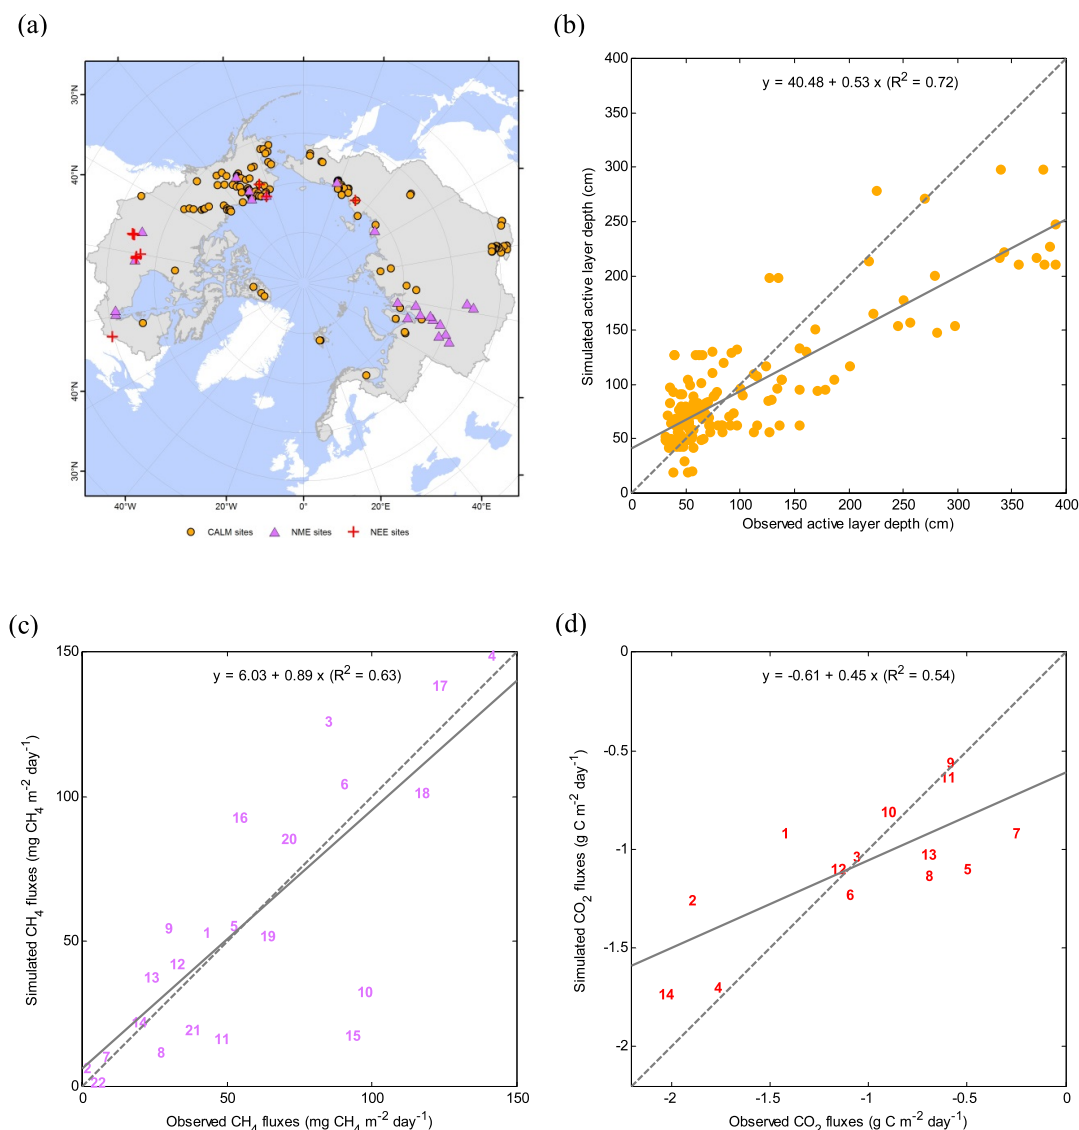 (a)
30°N
40°N
40°N
30°N
40°N
40°N
30°N
40°W
20°W
0°
20°E
40°E
CALM sites
NME sites
NEE sites
(b)
y = 40.48 + 0.53 x (R² = 0.72)
Simulated active layer depth (cm)
400
350
300
250
200
150
100
50
0
0 50 100 150 200 250 300 350 400
Observed active layer depth (cm)
(c)
y = 6.03 + 0.89 x (R² = 0.63)
Simulated CH₄ fluxes (mg CH₄ m⁻² day⁻¹)
150
100
50
0
4
17
3
6
18
16
20
9
1
5
19
12
13
10
14
21
11
15
7
8
2
22
0 50 100 150
Observed CH₄ fluxes (mg CH₄ m⁻² day⁻¹)
(d)
y = -0.61 + 0.45 x (R² = 0.54)
Simulated CO₂ fluxes (g C m⁻² day⁻¹)
0
-0.5
-1
-1.5
-2
9
11
10
1
7
3
13
12
8
5
6
2
4
14
-2 -1.5 -1 -0.5 0
Observed CO₂ fluxes (g C m⁻² day⁻¹)